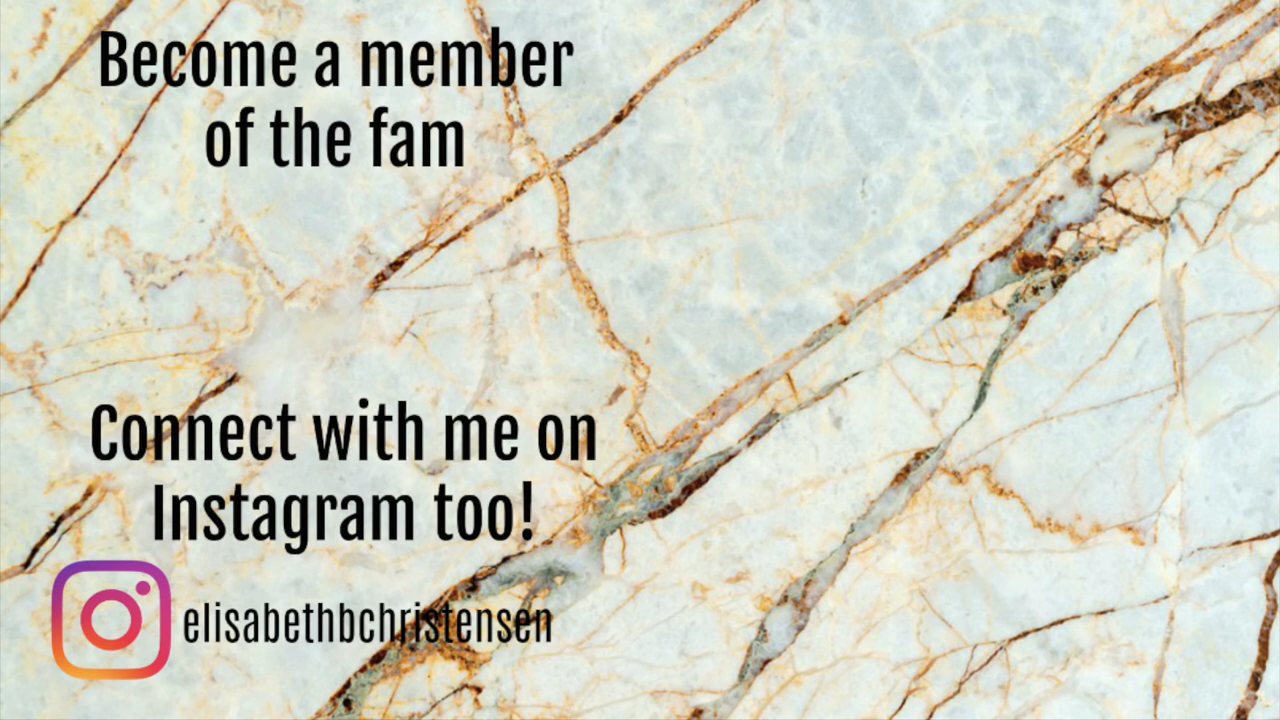 Become a member
of the fam
Connect with me on
Instagram too!
elisabethbchristensen